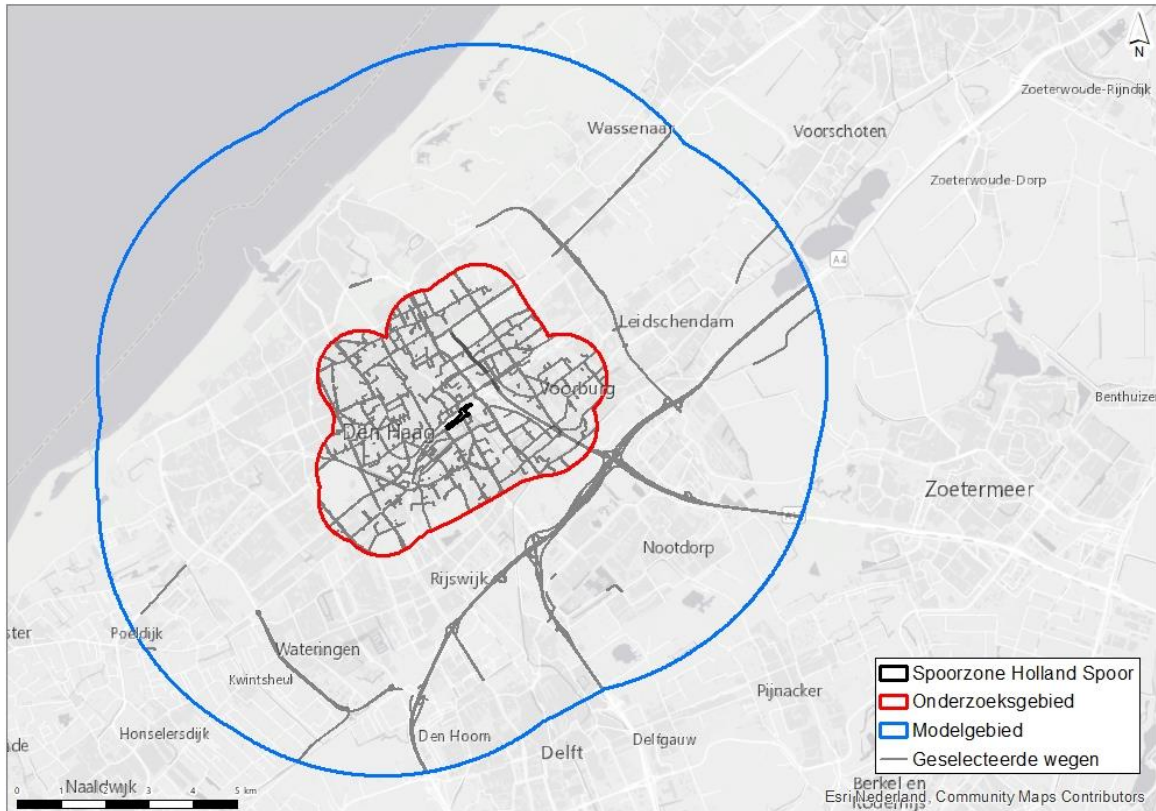 N
Zoeterwoude-Rijndijk
Wassenaar
Voorschoten
Zoeterwoude-Dorp
A4
Leidschendam
Voorburg
Benthuizen
Den Haag
Zoetermeer
Nootdorp
Rijswijk
Poeldijk
Wateringen
Kwintsheul
Pijnacker
Honselersdijk
Den Hoorn
Delft
Delfgauw
Naaldwijk
Berkel en
Rodenrijs
Spoorzone Holland Spoor
Onderzoeksgebied
Modelgebied
Geselecteerde wegen
0 1 2 3 4 5 km
Esri Nederland, Community Maps Contributors